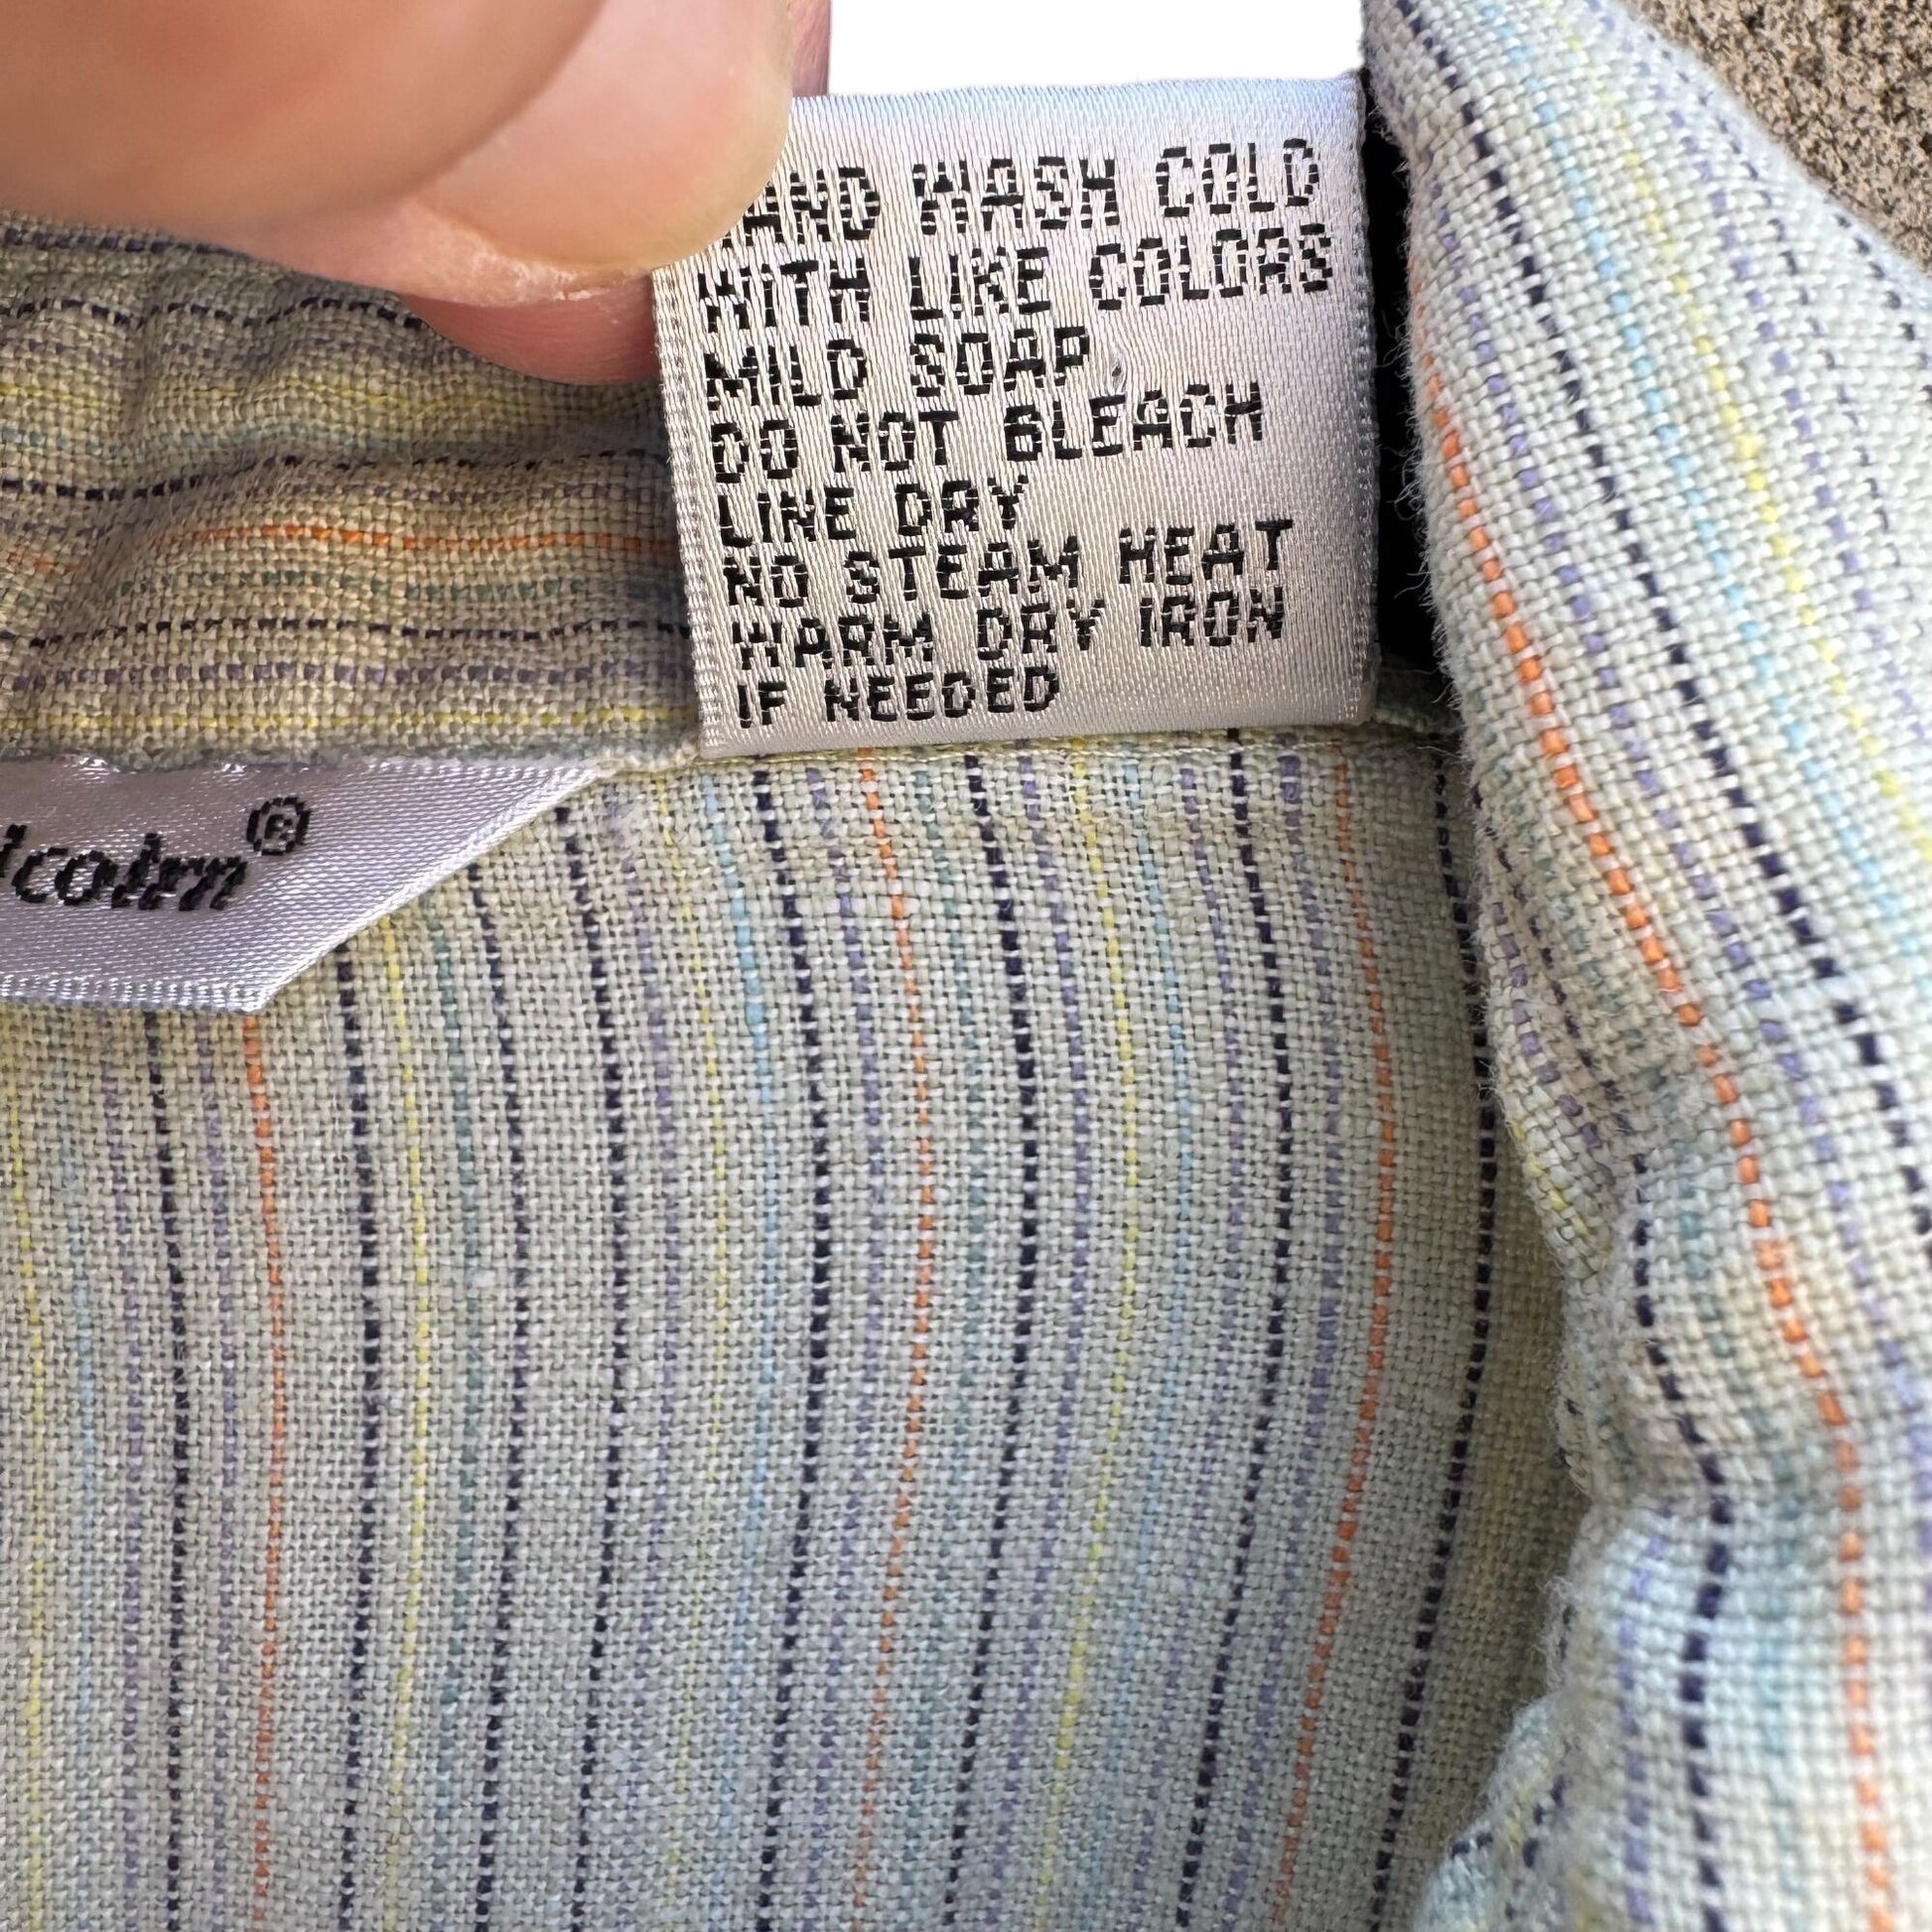 HAND WASH COLD
WITH LIKE COLORS
MILD SOAP
DO NOT BLEACH
LINE DRY
NO STEAM HEAT
WARM DRY IRON
IF NEEDED